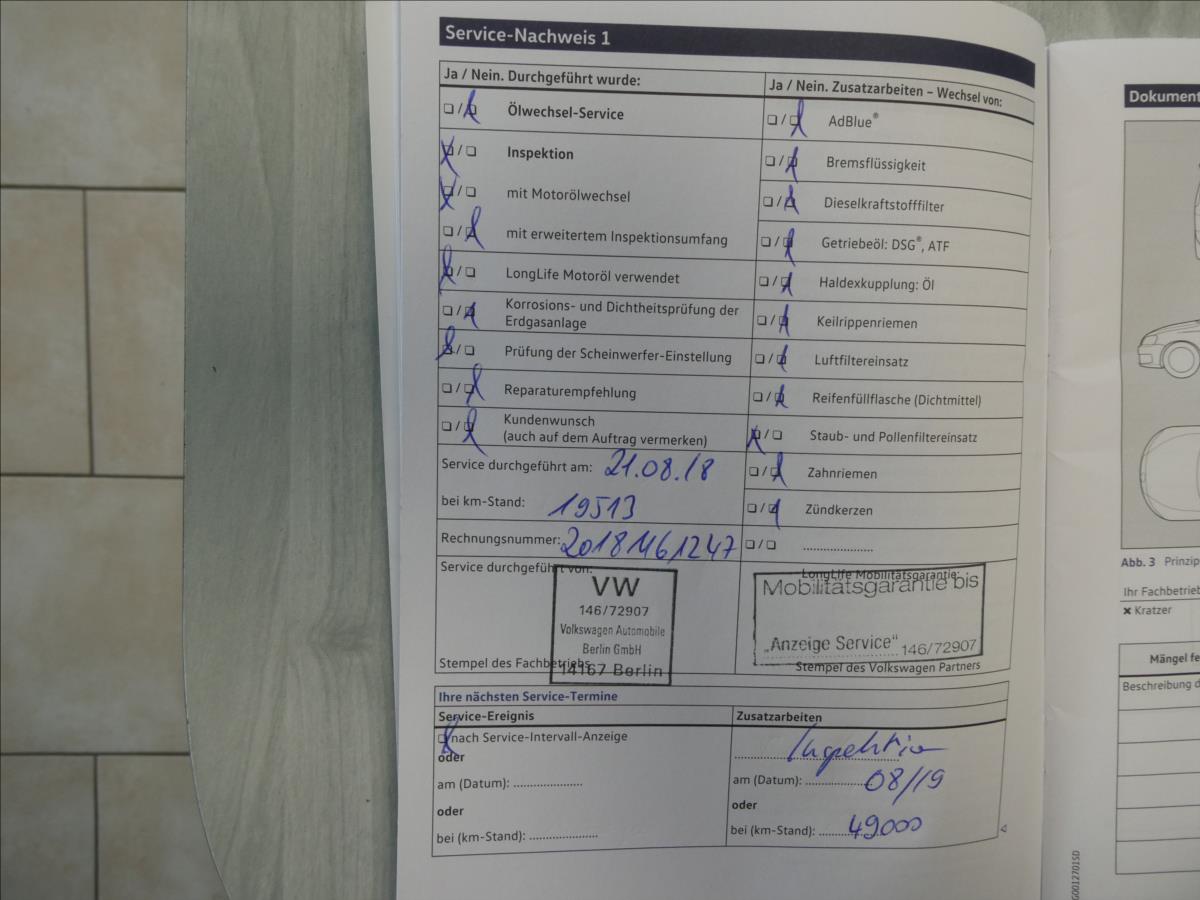 Service-Nachweis 1
Ja / Nein. Durchgeführt wurde:
Ölwechsel-Service
Inspektion
mit Motorölwechsel
mit erweitertem Inspektionsumfang
LongLife Motoröl verwendet
Korrosions- und Dichtheitsprüfung der
Erdgasanlage
Prüfung der Scheinwerfer-Einstellung
Reparaturempfehlung
Kundenwunsch
(auch auf dem Auftrag vermerken)
Service durchgeführt am: 21.08.18
bei km-Stand: 19513
Rechnungsnummer: 20181161247
Service durchgeführt von:
VW
146/72907
Volkswagen Automobile
Berlin GmbH
14167 Berlin
Stempel des Fachbetriebs
Ja / Nein. Zusatzarbeiten – Wechsel von:
AdBlue®
Bremsflüssigkeit
Dieselkraftstofffilter
Getriebeöl: DSG®, ATF
Haldexkupplung: Öl
Keilrippenriemen
Luftfiltereinsatz
Reifenfüllflasche (Dichtmittel)
Staub- und Pollenfiltereinsatz
Zahnriemen
Zündkerzen
LongLife Mobilitätsgarantie:
Mobilitätsgarantie bis
„Anzeige Service“ 146/72907
Stempel des Volkswagen Partners
Ihre nächsten Service-Termine
Service-Ereignis
nach Service-Intervall-Anzeige
oder
am (Datum):
oder
bei (km-Stand):
Zusatzarbeiten
Inspektion
am (Datum): 08/19
oder
bei (km-Stand): 49000
Dokument
Abb. 3 Prinzip
Ihr Fachbetrieb
× Kratzer
Mängel fe
Beschreibung d